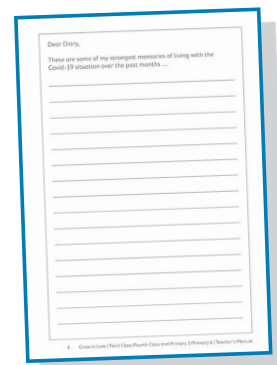 Dear Diary,
These are some of my strongest memories of living with the
Covid-19 situation over the past months ...
8 Grow in Love | Third Class/Fourth Class and Primary 5/Primary 6 | Teacher's Manual